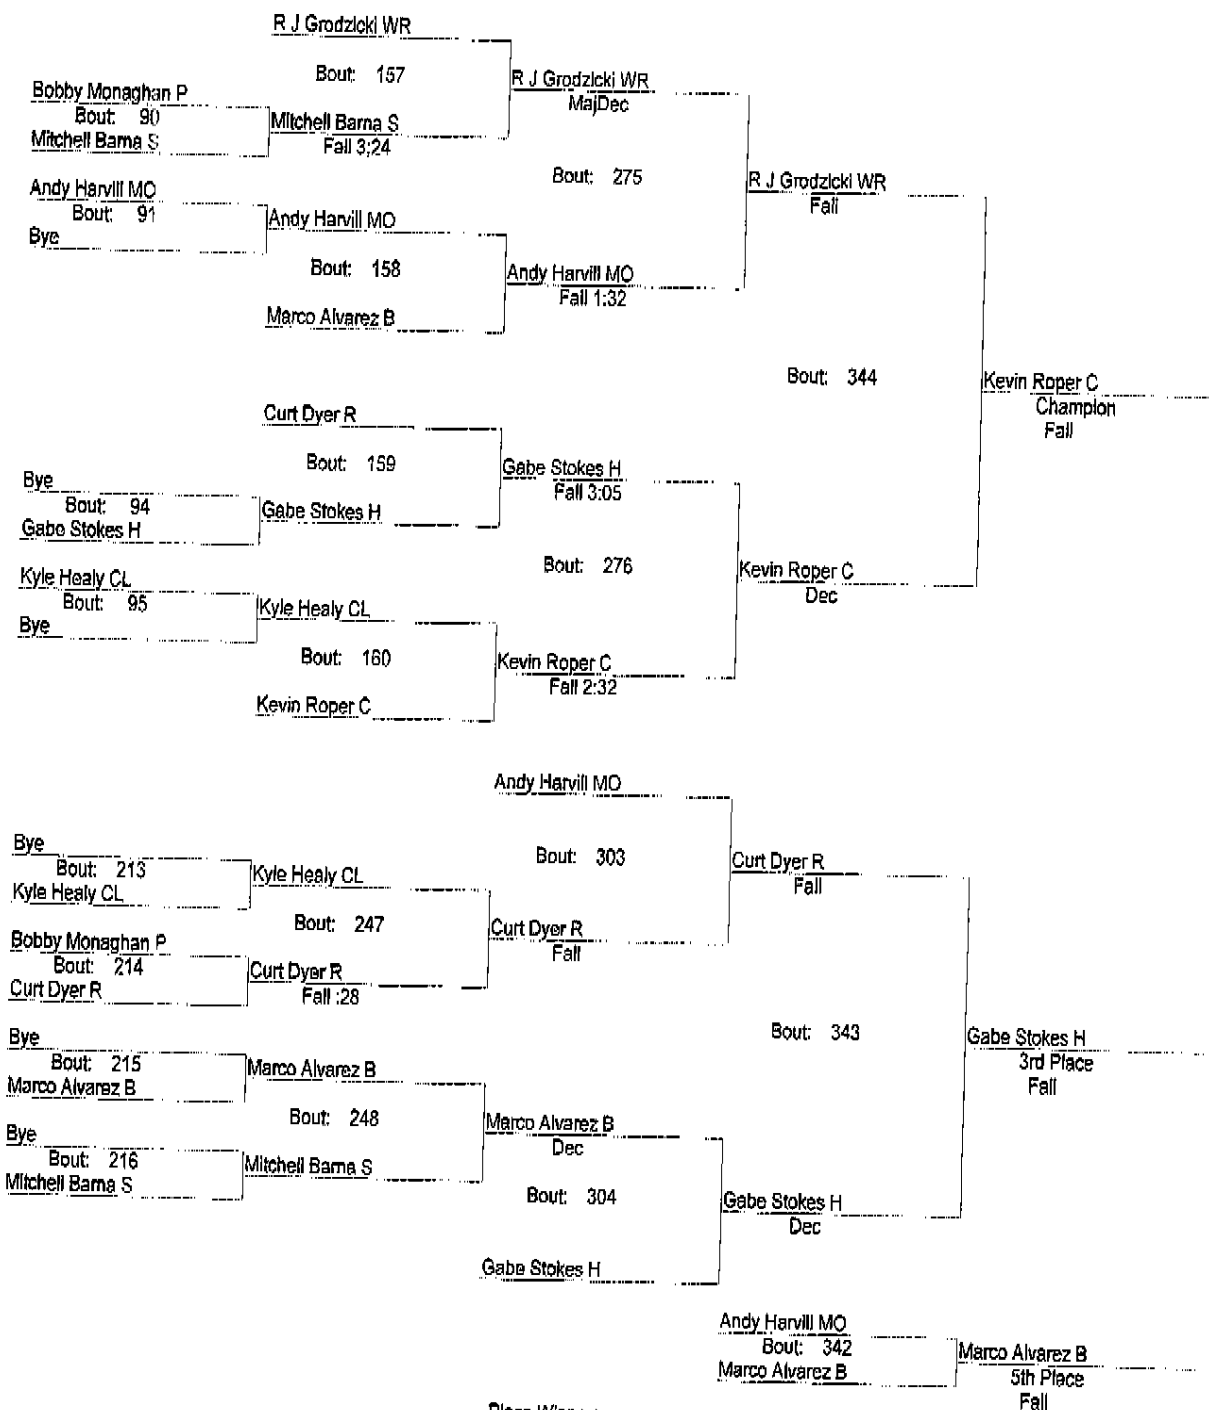 R J Grodzicki WR
Bout: 157
R J Grodzicki WR
MajDec
Bobby Monaghan P
Bout: 90
Mitchell Barna S
Mitchell Barna S
Fall 3;24
Bout: 275
R J Grodzicki WR
Fall
Andy Harvill MO
Bout: 91
Bye
Andy Harvill MO
Bout: 158
Andy Harvill MO
Fall 1:32
Marco Alvarez B
Bout: 344
Kevin Roper C
Champion
Fall
Curt Dyer R
Bout: 159
Gabe Stokes H
Fall 3:05
Bye
Bout: 94
Gabe Stokes H
Gabe Stokes H
Bout: 276
Kevin Roper C
Dec
Kyle Healy CL
Bout: 95
Bye
Kyle Healy CL
Bout: 160
Kevin Roper C
Fall 2:32
Kevin Roper C
Andy Harvill MO
Bout: 303
Curt Dyer R
Fall
Bye
Bout: 213
Kyle Healy CL
Kyle Healy CL
Bout: 247
Curt Dyer R
Fall
Bobby Monaghan P
Bout: 214
Curt Dyer R
Curt Dyer R
Fall :28
Bout: 343
Gabe Stokes H
3rd Place
Fall
Bye
Bout: 215
Marco Alvarez B
Marco Alvarez B
Bout: 248
Marco Alvarez B
Dec
Bye
Bout: 216
Mitchell Barna S
Mitchell Barna S
Bout: 304
Gabe Stokes H
Dec
Gabe Stokes H
Andy Harvill MO
Bout: 342
Marco Alvarez B
Marco Alvarez B
5th Place
Fall